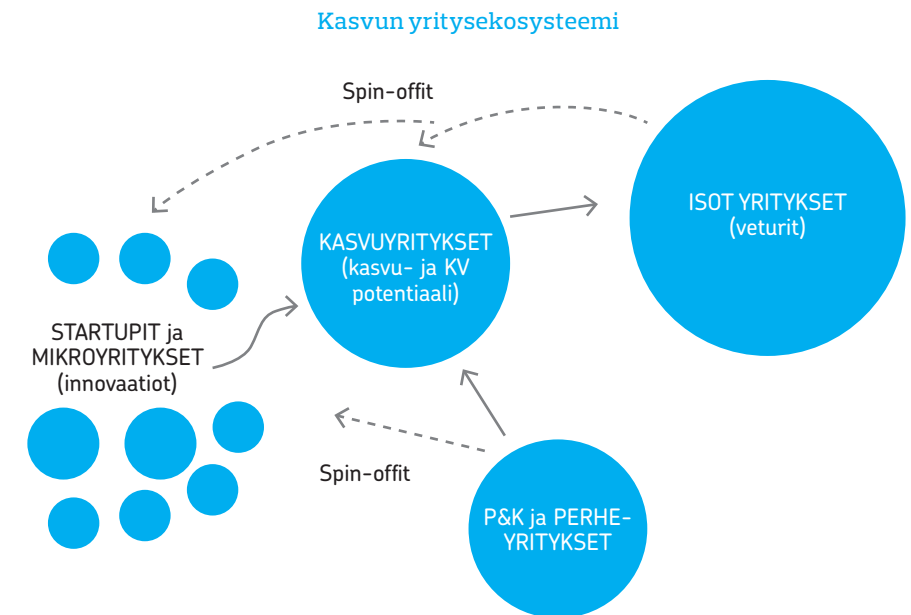 Kasvun yritysekosysteemi
Spin-offit
ISOT YRITYKSET
(veturit)
KASVUYRITYKSET
(kasvu- ja KV
potentiaali)
STARTUPIT ja
MIKROYRITYKSET
(innovaatiot)
Spin-offit
P&K ja PERHE-
YRITYKSET